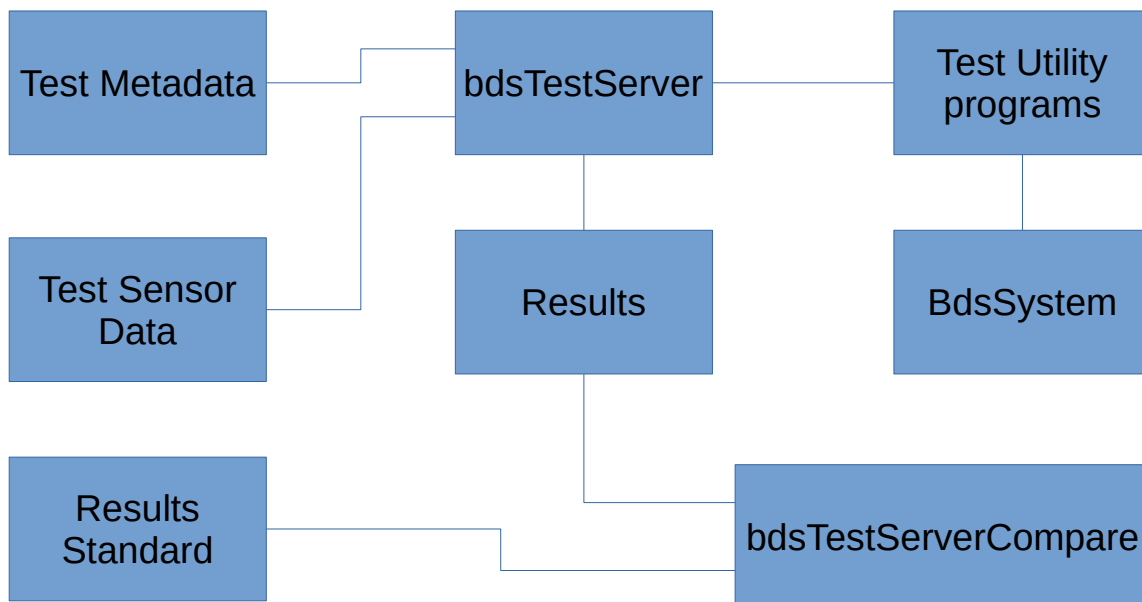 Test Metadata
bdsTestServer
Test Utility
programs
Test Sensor
Data
Results
BdsSystem
Results
Standard
bdsTestServerCompare